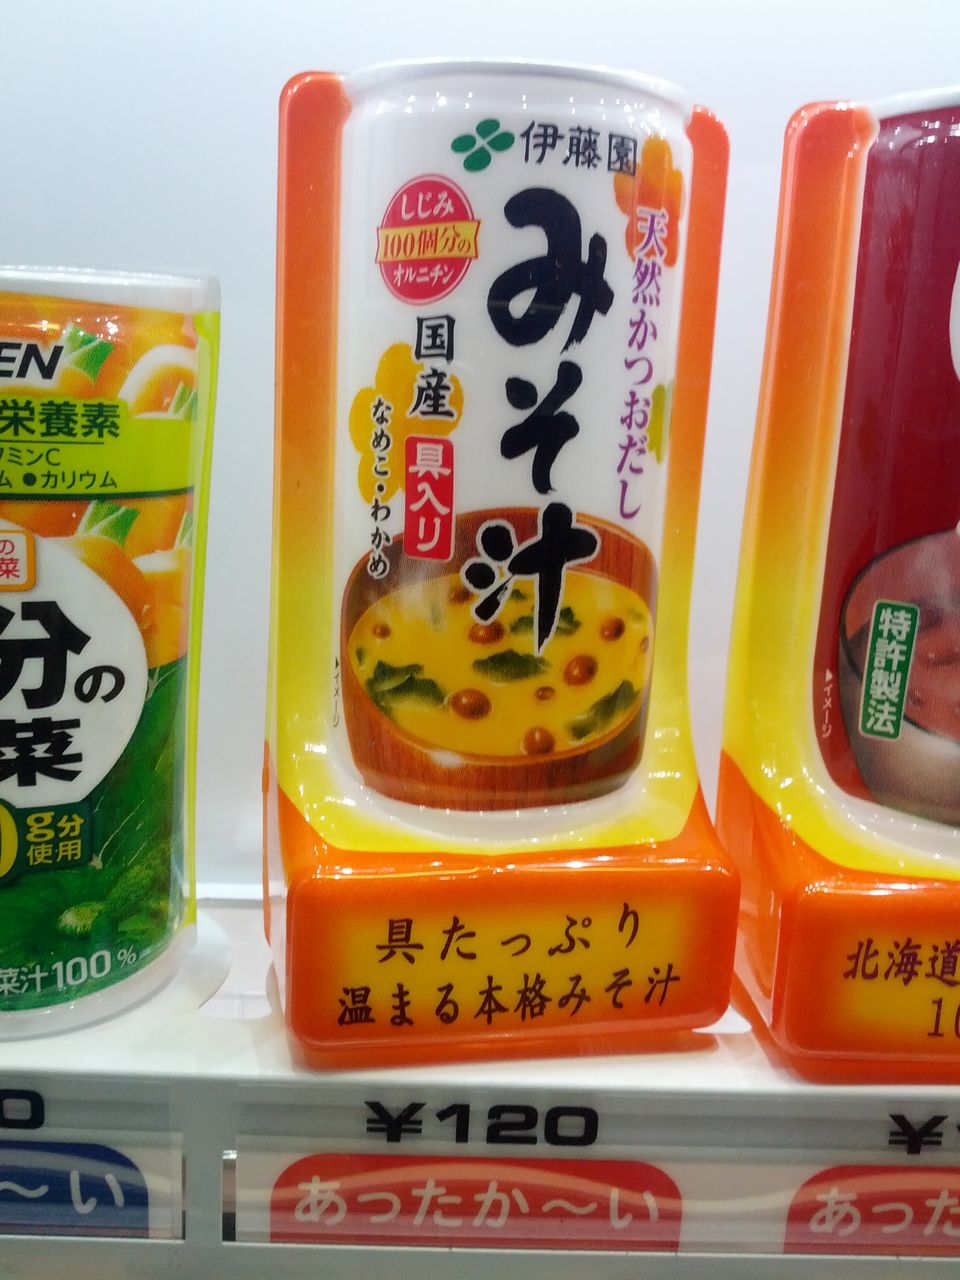 EN
栄養素
ミンC
ム ●カリウム
の
菜
分の
菜
g分
使用
菜汁100%
伊藤園
しじみ
100個分の
オルニチン
みそ汁
天然かつおだし
国産
具入り
なめこ・わかめ
イメージ
具たっぷり
温まる本格みそ汁
特許製法
イメージ
北海道
10
0
¥120
¥
〜い
あったか〜い
あった